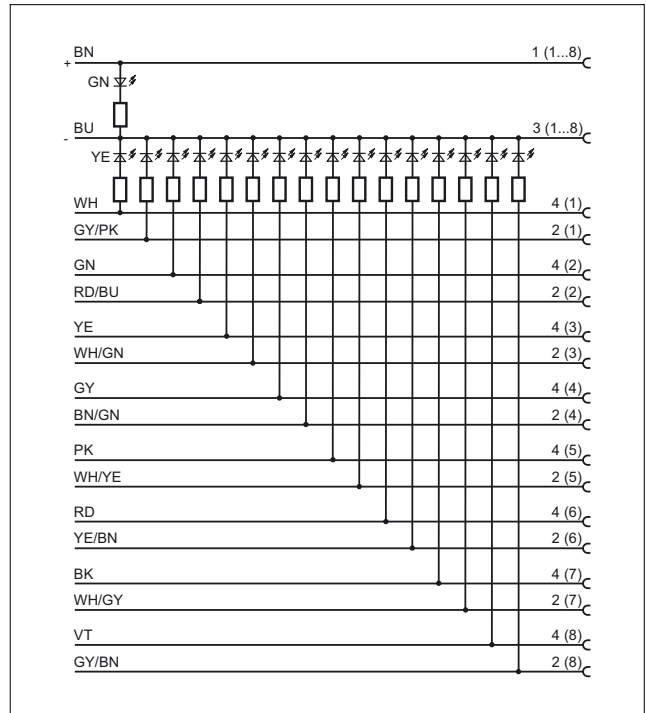 BN 1 (1...8)
+
GN
BU 3 (1...8)
-
YE
WH 4 (1)
GY/PK 2 (1)
GN 4 (2)
RD/BU 2 (2)
YE 4 (3)
WH/GN 2 (3)
GY 4 (4)
BN/GN 2 (4)
PK 4 (5)
WH/YE 2 (5)
RD 4 (6)
YE/BN 2 (6)
BK 4 (7)
WH/GY 2 (7)
VT 4 (8)
GY/BN 2 (8)